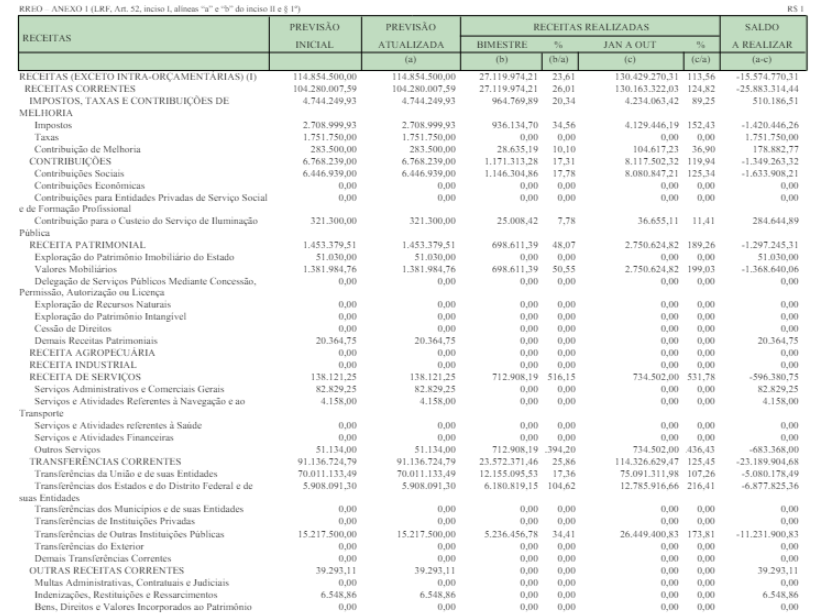 RREO - ANEXO 1 (LRF, Art. 52, inciso I, alíneas “a” e “b” do inciso II e § 1º) R$ 1
RECEITAS PREVISÃO INICIAL PREVISÃO ATUALIZADA (a) RECEITAS REALIZADAS BIMESTRE (b) % (b/a) JAN A OUT (c) % (c/a) SALDO A REALIZAR (a-c)
RECEITAS (EXCETO INTRA-ORÇAMENTÁRIAS) (I) 114.854.500,00 114.854.500,00 27.119.974,21 23,61 130.429.270,31 113,56 -15.574.770,31
RECEITAS CORRENTES 104.280.007,59 104.280.007,59 27.119.974,21 26,01 130.163.322,03 124,82 -25.883.314,44
IMPOSTOS, TAXAS E CONTRIBUIÇÕES DE 4.744.249,93 4.744.249,93 964.769,89 20,34 4.234.063,42 89,25 510.186,51
MELHORIA
Impostos 2.708.999,93 2.708.999,93 936.134,70 34,56 4.129.446,19 152,43 -1.420.446,26
Taxas 1.751.750,00 1.751.750,00 0,00 0,00 0,00 0,00 1.751.750,00
Contribuição de Melhoria 283.500,00 283.500,00 28.635,19 10,10 104.617,23 36,90 178.882,77
CONTRIBUIÇÕES 6.768.239,00 6.768.239,00 1.171.313,28 17,31 8.117.502,32 119,94 -1.349.263,32
Contribuições Sociais 6.446.939,00 6.446.939,00 1.146.304,86 17,78 8.080.847,21 125,34 -1.633.908,21
Contribuições Econômicas 0,00 0,00 0,00 0,00 0,00 0,00 0,00
Contribuições para Entidades Privadas de Serviço Social 0,00 0,00 0,00 0,00 0,00 0,00 0,00
e de Formação Profissional
Contribuição para o Custeio do Serviço de Iluminação 321.300,00 321.300,00 25.008,42 7,78 36.655,11 11,41 284.644,89
Pública
RECEITA PATRIMONIAL 1.453.379,51 1.453.379,51 698.611,39 48,07 2.750.624,82 189,26 -1.297.245,31
Exploração do Patrimônio Imobiliário do Estado 51.030,00 51.030,00 0,00 0,00 0,00 0,00 51.030,00
Valores Mobiliários 1.381.984,76 1.381.984,76 698.611,39 50,55 2.750.624,82 199,03 -1.368.640,06
Delegação de Serviços Públicos Mediante Concessão, 0,00 0,00 0,00 0,00 0,00 0,00 0,00
Permissão, Autorização ou Licença
Exploração de Recursos Naturais 0,00 0,00 0,00 0,00 0,00 0,00 0,00
Exploração do Patrimônio Intangível 0,00 0,00 0,00 0,00 0,00 0,00 0,00
Cessão de Direitos 0,00 0,00 0,00 0,00 0,00 0,00 0,00
Demais Receitas Patrimoniais 20.364,75 20.364,75 0,00 0,00 0,00 0,00 20.364,75
RECEITA AGROPECUÁRIA 0,00 0,00 0,00 0,00 0,00 0,00 0,00
RECEITA INDUSTRIAL 0,00 0,00 0,00 0,00 0,00 0,00 0,00
RECEITA DE SERVIÇOS 138.121,25 138.121,25 712.908,19 516,15 734.502,00 531,78 -596.380,75
Serviços Administrativos e Comerciais Gerais 82.829,25 82.829,25 0,00 0,00 0,00 0,00 82.829,25
Serviços e Atividades Referentes à Navegação e ao 4.158,00 4.158,00 0,00 0,00 0,00 0,00 4.158,00
Transporte
Serviços e Atividades referentes à Saúde 0,00 0,00 0,00 0,00 0,00 0,00 0,00
Serviços e Atividades Financeiras 0,00 0,00 0,00 0,00 0,00 0,00 0,00
Outros Serviços 51.134,00 51.134,00 712.908,19 .394,20 734.502,00 .436,43 -683.368,00
TRANSFERÊNCIAS CORRENTES 91.136.724,79 91.136.724,79 23.572.371,46 25,86 114.326.629,47 125,45 -23.189.904,68
Transferências da União e de suas Entidades 70.011.133,49 70.011.133,49 12.155.095,53 17,36 75.091.311,98 107,26 -5.080.178,49
Transferências dos Estados e do Distrito Federal e de 5.908.091,30 5.908.091,30 6.180.819,15 104,62 12.785.916,66 216,41 -6.877.825,36
suas Entidades
Transferências dos Municípios e de suas Entidades 0,00 0,00 0,00 0,00 0,00 0,00 0,00
Transferências de Instituições Privadas 0,00 0,00 0,00 0,00 0,00 0,00 0,00
Transferências de Outras Instituições Públicas 15.217.500,00 15.217.500,00 5.236.456,78 34,41 26.449.400,83 173,81 -11.231.900,83
Transferências do Exterior 0,00 0,00 0,00 0,00 0,00 0,00 0,00
Demais Transferências Correntes 0,00 0,00 0,00 0,00 0,00 0,00 0,00
OUTRAS RECEITAS CORRENTES 39.293,11 39.293,11 0,00 0,00 0,00 0,00 39.293,11
Multas Administrativas, Contratuais e Judiciais 0,00 0,00 0,00 0,00 0,00 0,00 0,00
Indenizações, Restituições e Ressarcimentos 6.548,86 6.548,86 0,00 0,00 0,00 0,00 6.548,86
Bens, Direitos e Valores Incorporados ao Patrimônio 0,00 0,00 0,00 0,00 0,00 0,00 0,00